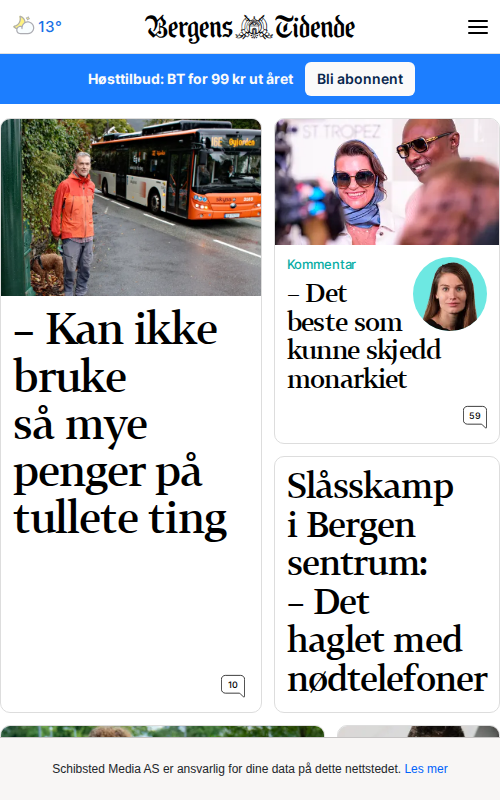 13°
Bergens Tidende
Høsttilbud: BT for 99 kr ut året
Bli abonnent
– Kan ikke
bruke
så mye
penger på
tullete ting
10
ST TROPEZ
Kommentar
– Det
beste som
kunne skjedd
monarkiet
59
Slåsskamp
i Bergen
sentrum:
– Det
haglet med
nødtelefoner
Schibsted Media AS er ansvarlig for dine data på dette nettstedet. Les mer